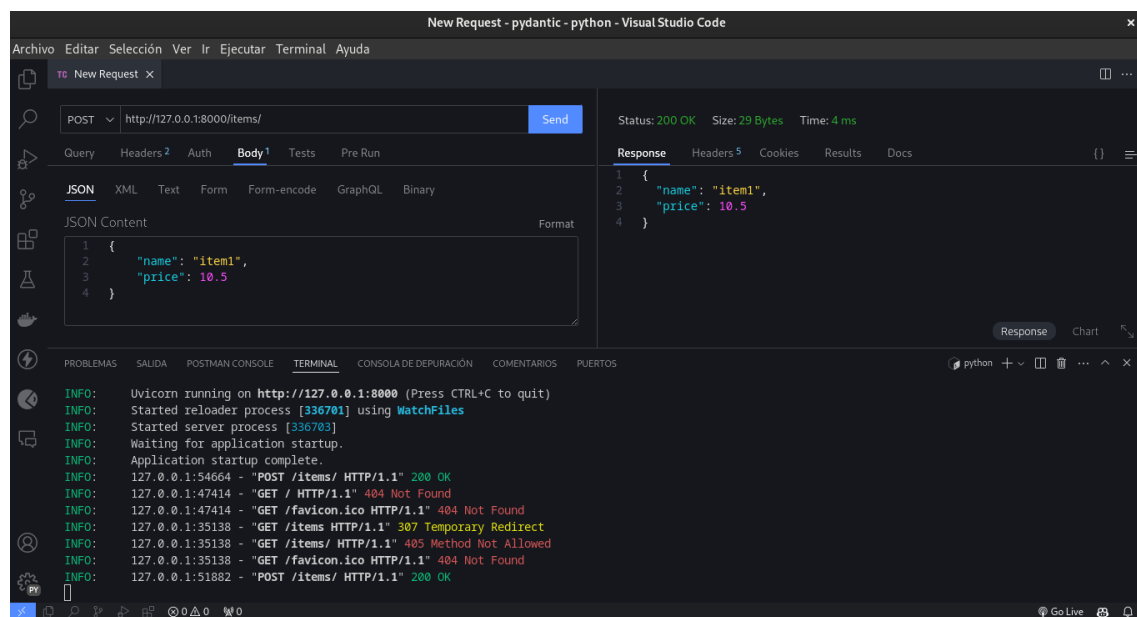 New Request - pydantic - python - Visual Studio Code
Archivo Editar Selección Ver Ir Ejecutar Terminal Ayuda
TC New Request
POST http://127.0.0.1:8000/items/ Send
Query Headers 2 Auth Body 1 Tests Pre Run
JSON XML Text Form Form-encode GraphQL Binary
JSON Content Format
1 {
2 "name": "item1",
3 "price": 10.5
4 }
Status: 200 OK Size: 29 Bytes Time: 4 ms
Response Headers 5 Cookies Results Docs { }
1 {
2 "name": "item1",
3 "price": 10.5
4 }
Response Chart
PROBLEMAS SALIDA POSTMAN CONSOLE TERMINAL CONSOLA DE DEPURACIÓN COMENTARIOS PUERTOS python
INFO: Uvicorn running on http://127.0.0.1:8000 (Press CTRL+C to quit)
INFO: Started reloader process [336701] using WatchFiles
INFO: Started server process [336703]
INFO: Waiting for application startup.
INFO: Application startup complete.
INFO: 127.0.0.1:54664 - "POST /items/ HTTP/1.1" 200 OK
INFO: 127.0.0.1:47414 - "GET / HTTP/1.1" 404 Not Found
INFO: 127.0.0.1:47414 - "GET /favicon.ico HTTP/1.1" 404 Not Found
INFO: 127.0.0.1:35138 - "GET /items HTTP/1.1" 307 Temporary Redirect
INFO: 127.0.0.1:35138 - "GET /items/ HTTP/1.1" 405 Method Not Allowed
INFO: 127.0.0.1:35138 - "GET /favicon.ico HTTP/1.1" 404 Not Found
INFO: 127.0.0.1:51882 - "POST /items/ HTTP/1.1" 200 OK
PY
0 0 0 Go Live